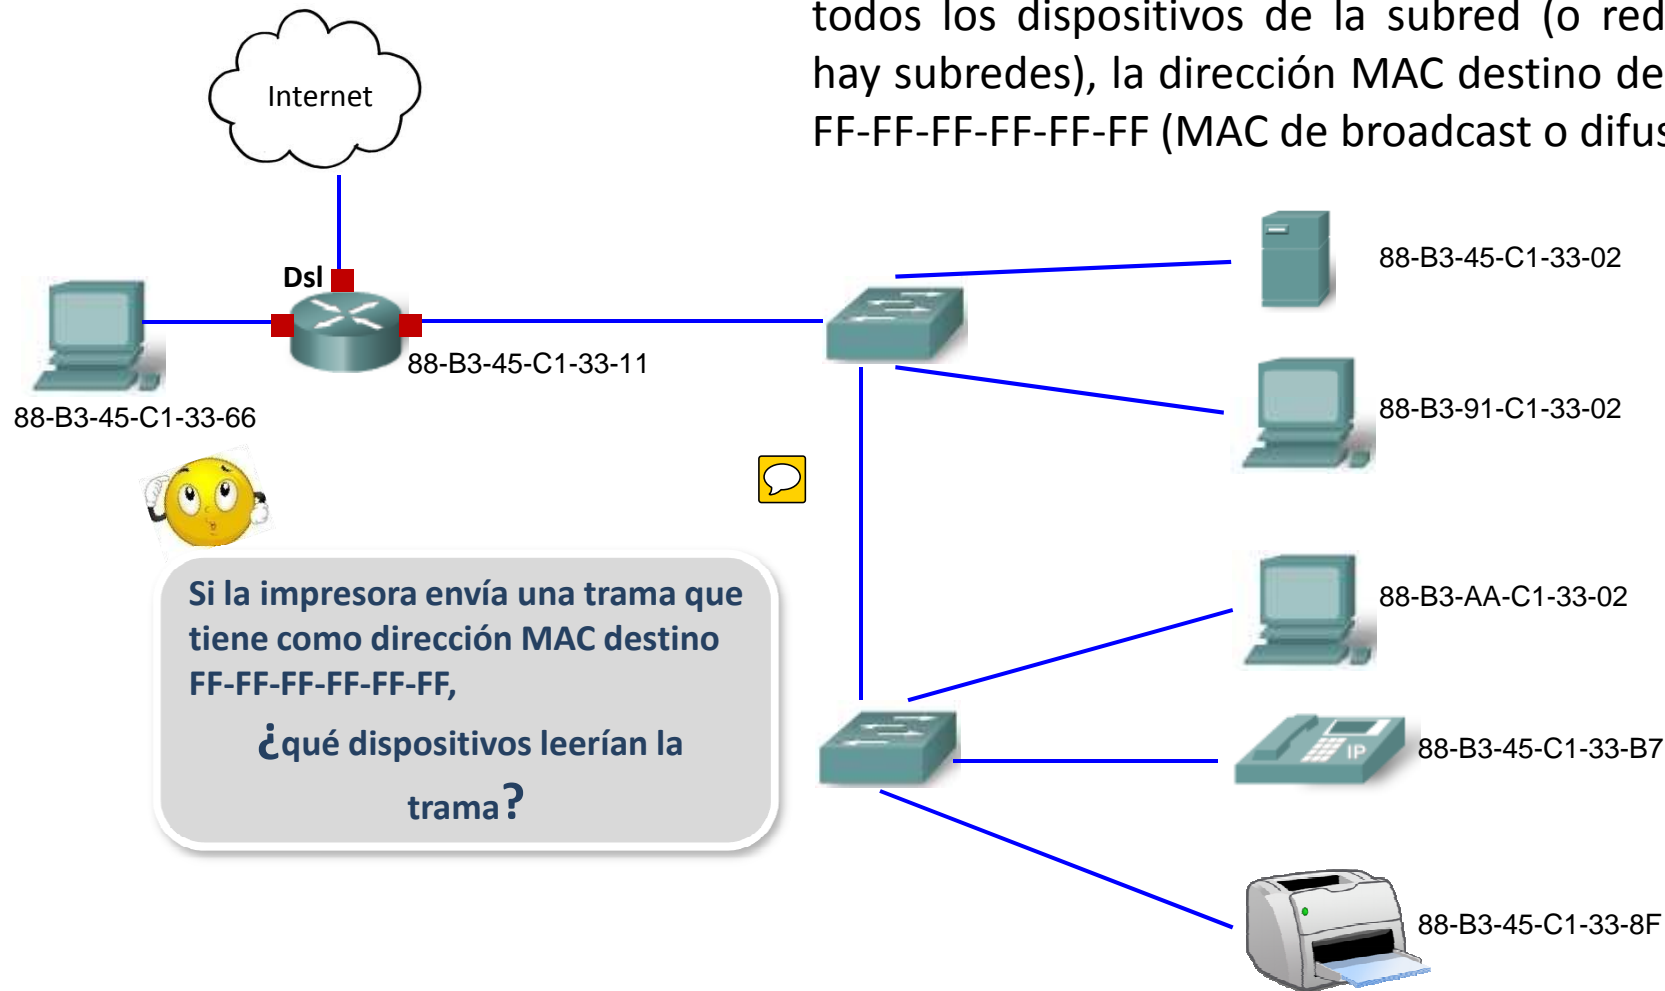 todos los dispositivos de la subred (o red
hay subredes), la dirección MAC destino de
FF-FF-FF-FF-FF-FF (MAC de broadcast o difus
Internet
Dsl
88-B3-45-C1-33-11
88-B3-45-C1-33-66
88-B3-45-C1-33-02
88-B3-91-C1-33-02
88-B3-AA-C1-33-02
IP
88-B3-45-C1-33-B7
88-B3-45-C1-33-8F
Si la impresora envía una trama que
tiene como dirección MAC destino
FF-FF-FF-FF-FF-FF,
¿qué dispositivos leerían la
trama?